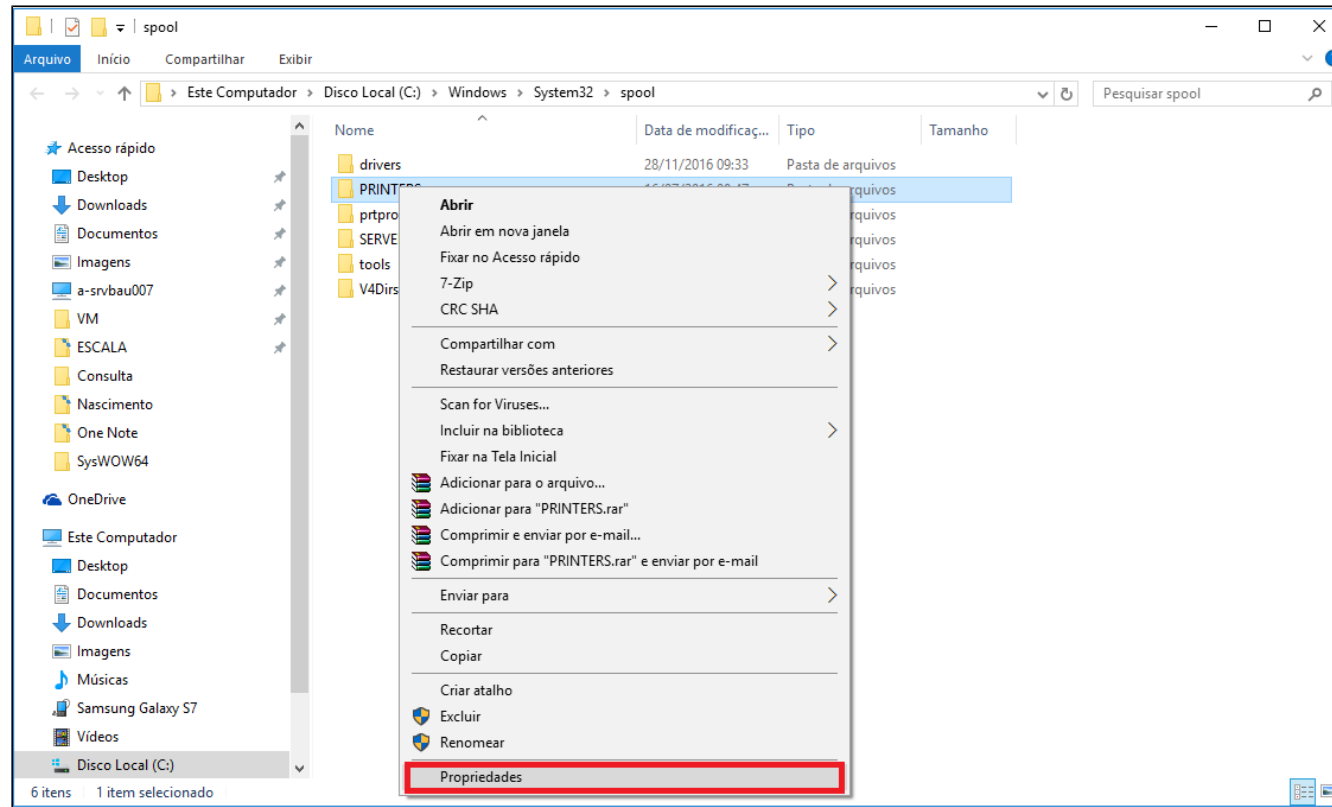 spool
Arquivo Início Compartilhar Exibir
Este Computador > Disco Local (C:) > Windows > System32 > spool
Pesquisar spool
Nome Data de modificaç... Tipo Tamanho
Acesso rápido
Desktop
Downloads
Documentos
Imagens
a-srvbau007
VM
ESCALA
Consulta
Nascimento
One Note
SysWOW64
OneDrive
Este Computador
Desktop
Documentos
Downloads
Imagens
Músicas
Samsung Galaxy S7
Vídeos
Disco Local (C:)
drivers 28/11/2016 09:33 Pasta de arquivos
PRINTERS
prtpro rquivos
SERVE rquivos
tools rquivos
V4Dirs rquivos
Abrir
Abrir em nova janela
Fixar no Acesso rápido
7-Zip
CRC SHA
Compartilhar com
Restaurar versões anteriores
Scan for Viruses...
Incluir na biblioteca
Fixar na Tela Inicial
Adicionar para o arquivo...
Adicionar para "PRINTERS.rar"
Comprimir e enviar por e-mail...
Comprimir para "PRINTERS.rar" e enviar por e-mail
Enviar para
Recortar
Copiar
Criar atalho
Excluir
Renomear
Propriedades
6 itens 1 item selecionado